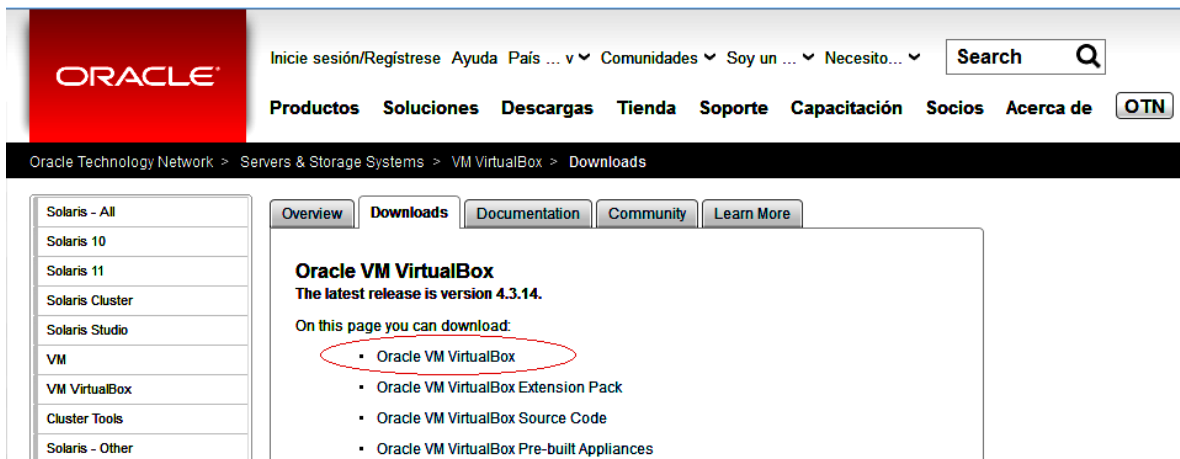 ORACLE
Inicie sesión/Regístrese Ayuda País ... v Comunidades Soy un ... Necesito...
Search
Productos Soluciones Descargas Tienda Soporte Capacitación Socios Acerca de OTN
Oracle Technology Network > Servers & Storage Systems > VM VirtualBox > Downloads
Solaris - All
Solaris 10
Solaris 11
Solaris Cluster
Solaris Studio
VM
VM VirtualBox
Cluster Tools
Solaris - Other
Overview Downloads Documentation Community Learn More
Oracle VM VirtualBox
The latest release is version 4.3.14.
On this page you can download:
▪ Oracle VM VirtualBox
▪ Oracle VM VirtualBox Extension Pack
▪ Oracle VM VirtualBox Source Code
▪ Oracle VM VirtualBox Pre-built Appliances